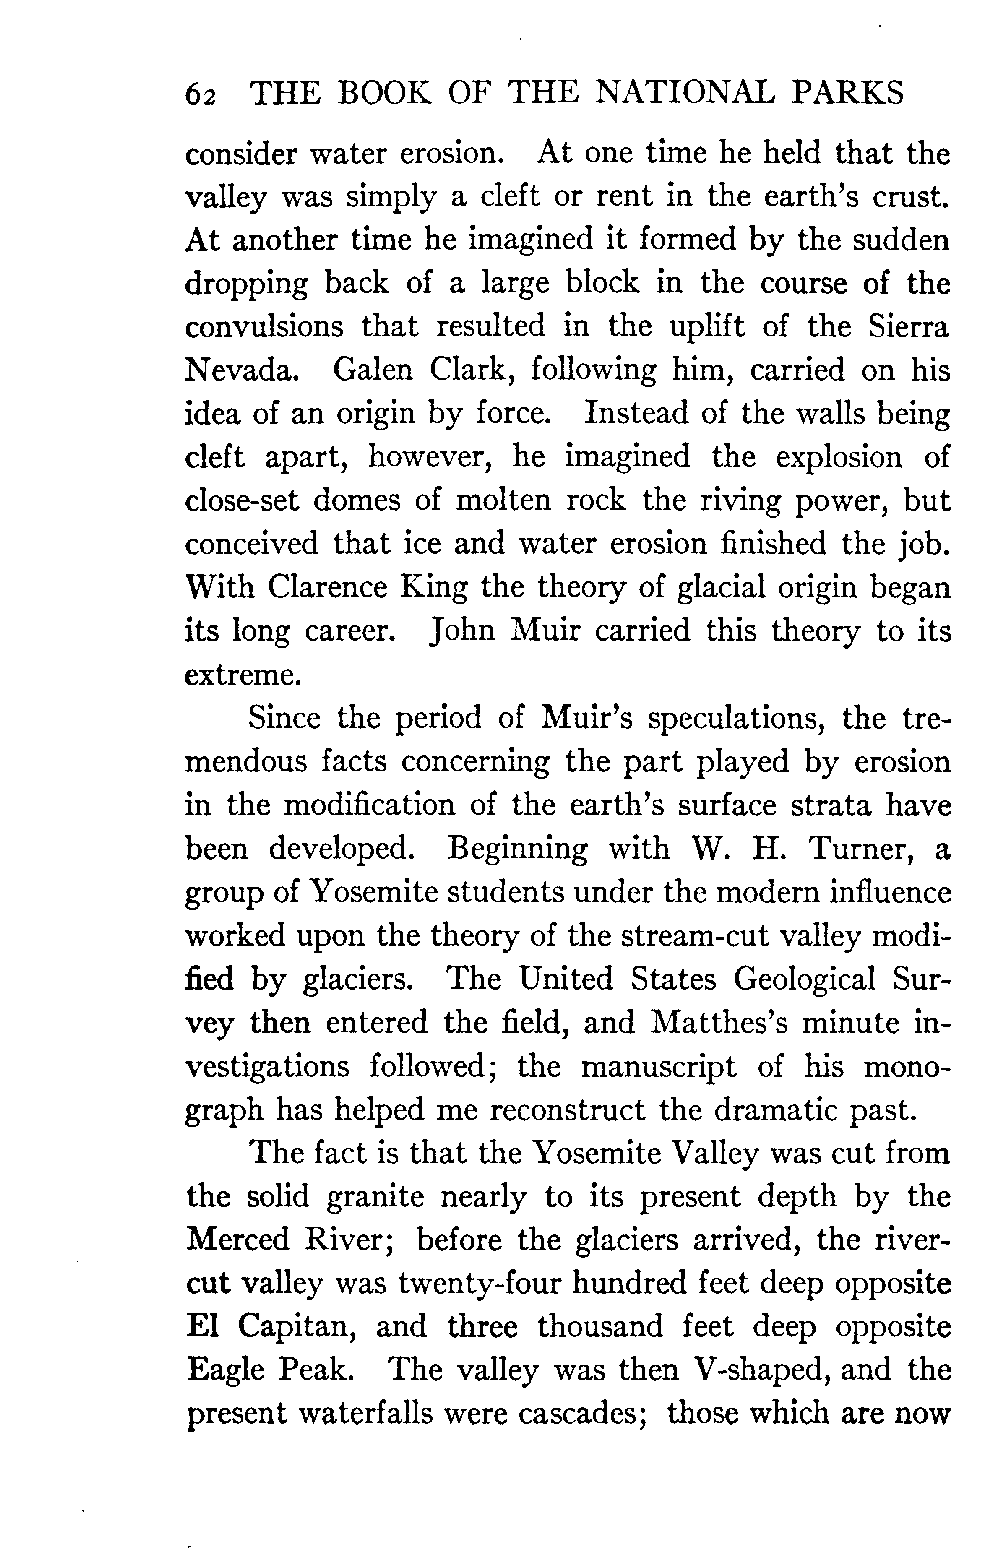 62 THE BOOK OF THE NATIONAL PARKS
consider water erosion. At one time he held that the
valley was simply a cleft or rent in the earth's crust.
At another time he imagined it formed by the sudden
dropping back of a large block in the course of the
convulsions that resulted in the uplift of the Sierra
Nevada. Galen Clark, following him, carried on his
idea of an origin by force. Instead of the walls being
cleft apart, however, he imagined the explosion of
close-set domes of molten rock the riving power, but
conceived that ice and water erosion finished the job.
With Clarence King the theory of glacial origin began
its long career. John Muir carried this theory to its
extreme.
Since the period of Muir's speculations, the tre-
mendous facts concerning the part played by erosion
in the modification of the earth's surface strata have
been developed. Beginning with W. H. Turner, a
group of Yosemite students under the modern influence
worked upon the theory of the stream-cut valley modi-
fied by glaciers. The United States Geological Sur-
vey then entered the field, and Matthes's minute in-
vestigations followed; the manuscript of his mono-
graph has helped me reconstruct the dramatic past.
The fact is that the Yosemite Valley was cut from
the solid granite nearly to its present depth by the
Merced River; before the glaciers arrived, the river-
cut valley was twenty-four hundred feet deep opposite
El Capitan, and three thousand feet deep opposite
Eagle Peak. The valley was then V-shaped, and the
present waterfalls were cascades; those which are now